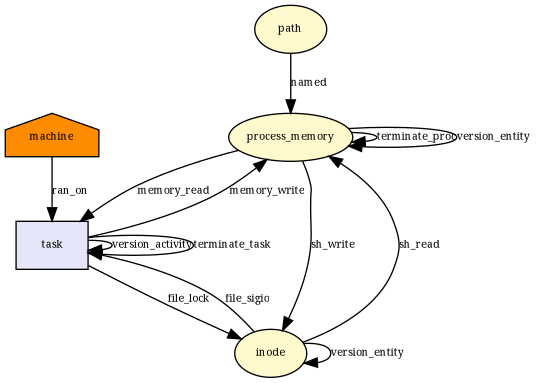 path
named
machine
process_memory
terminate_proc
version_entity
ran_on
memory_read
memory_write
task
version_activity
terminate_task
sh_write
sh_read
file_lock
file_sigio
inode
version_entity